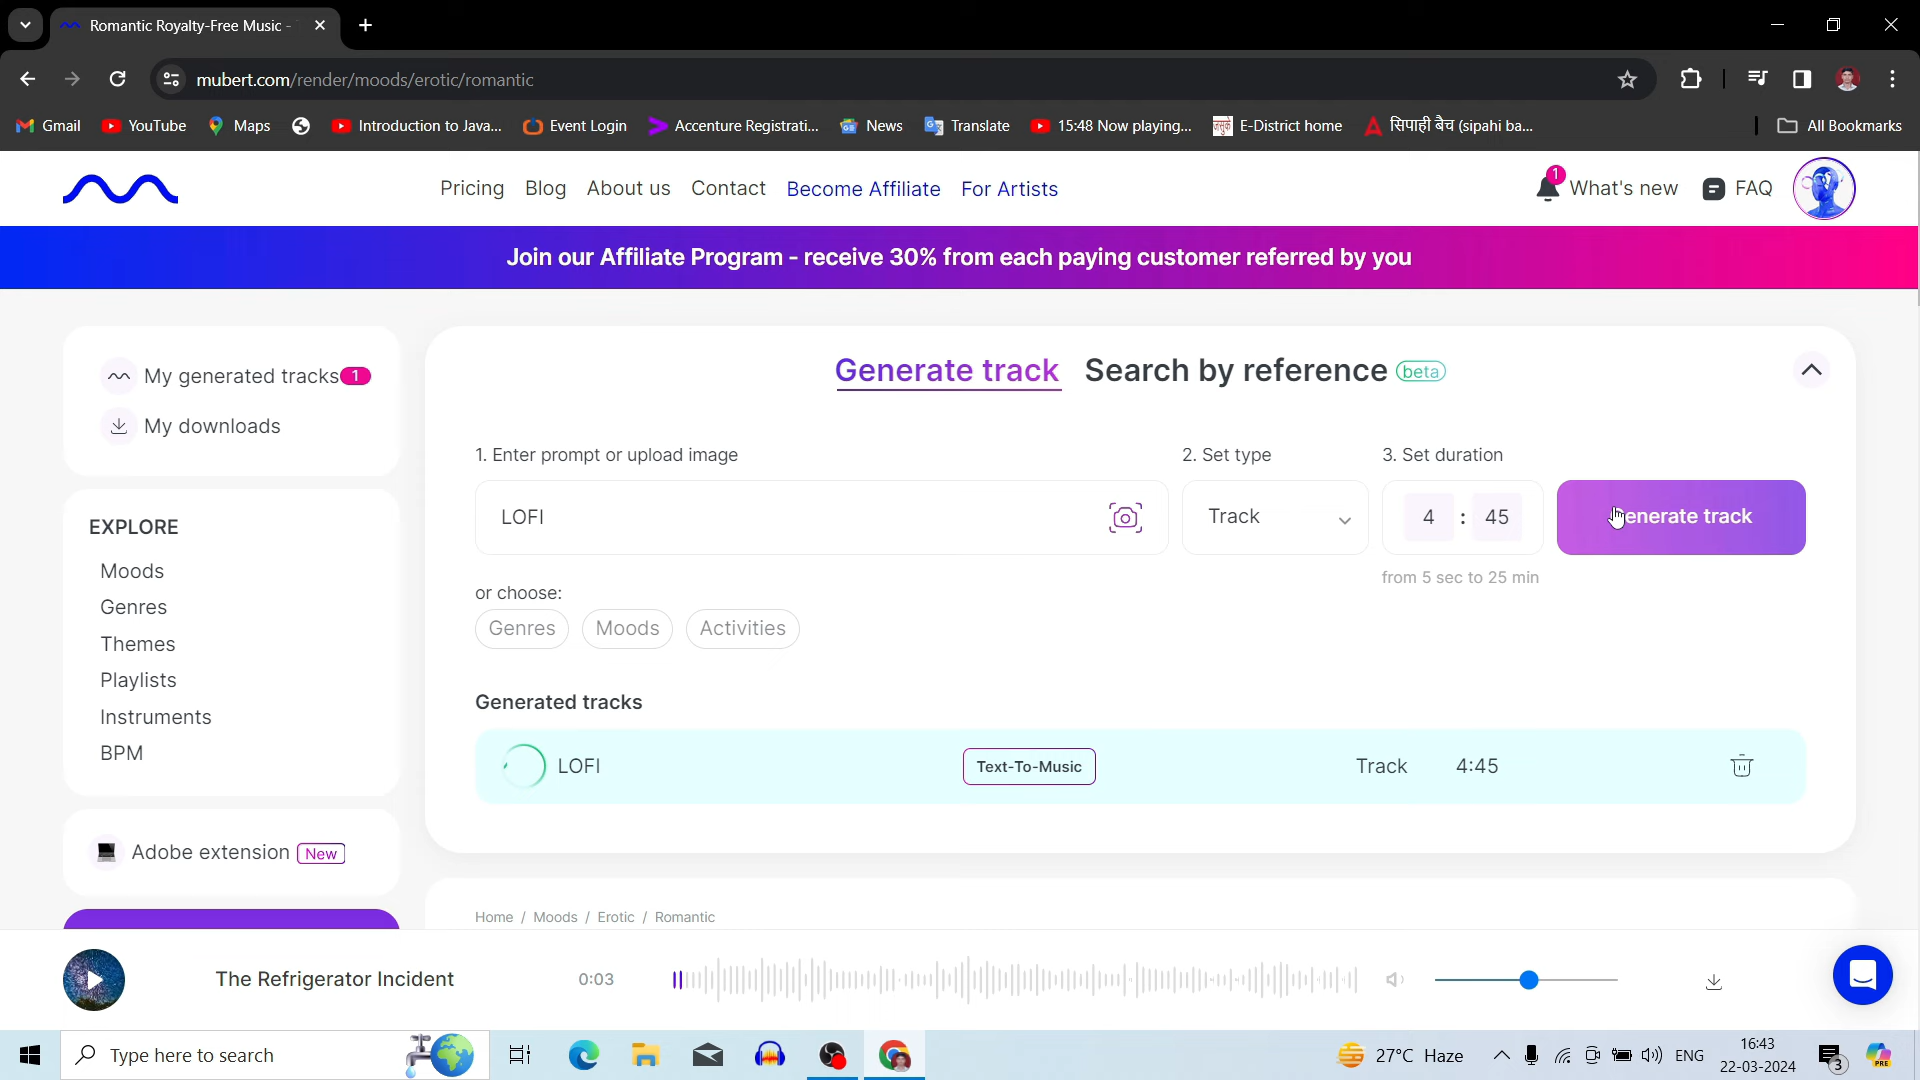 Romantic Royalty-Free Music -
mubert.com/render/moods/erotic/romantic
Gmail YouTube Maps Introduction to Java... Event Login Accenture Registrati... News Translate 15:48 Now playing... E-District home सिपाही बैच (sipahi ba... All Bookmarks
Pricing Blog About us Contact Become Affiliate For Artists 1 What's new FAQ
Join our Affiliate Program - receive 30% from each paying customer referred by you
My generated tracks 1
My downloads
EXPLORE
Moods
Genres
Themes
Playlists
Instruments
BPM
Adobe extension New
Generate track Search by reference beta
1. Enter prompt or upload image 2. Set type 3. Set duration
LOFI Track 4 : 45 Generate track
from 5 sec to 25 min
or choose:
Genres Moods Activities
Generated tracks
LOFI Text-To-Music Track 4:45
Home / Moods / Erotic / Romantic
The Refrigerator Incident 0:03
Type here to search 27°C Haze ENG 16:43
22-03-2024 3 PRE